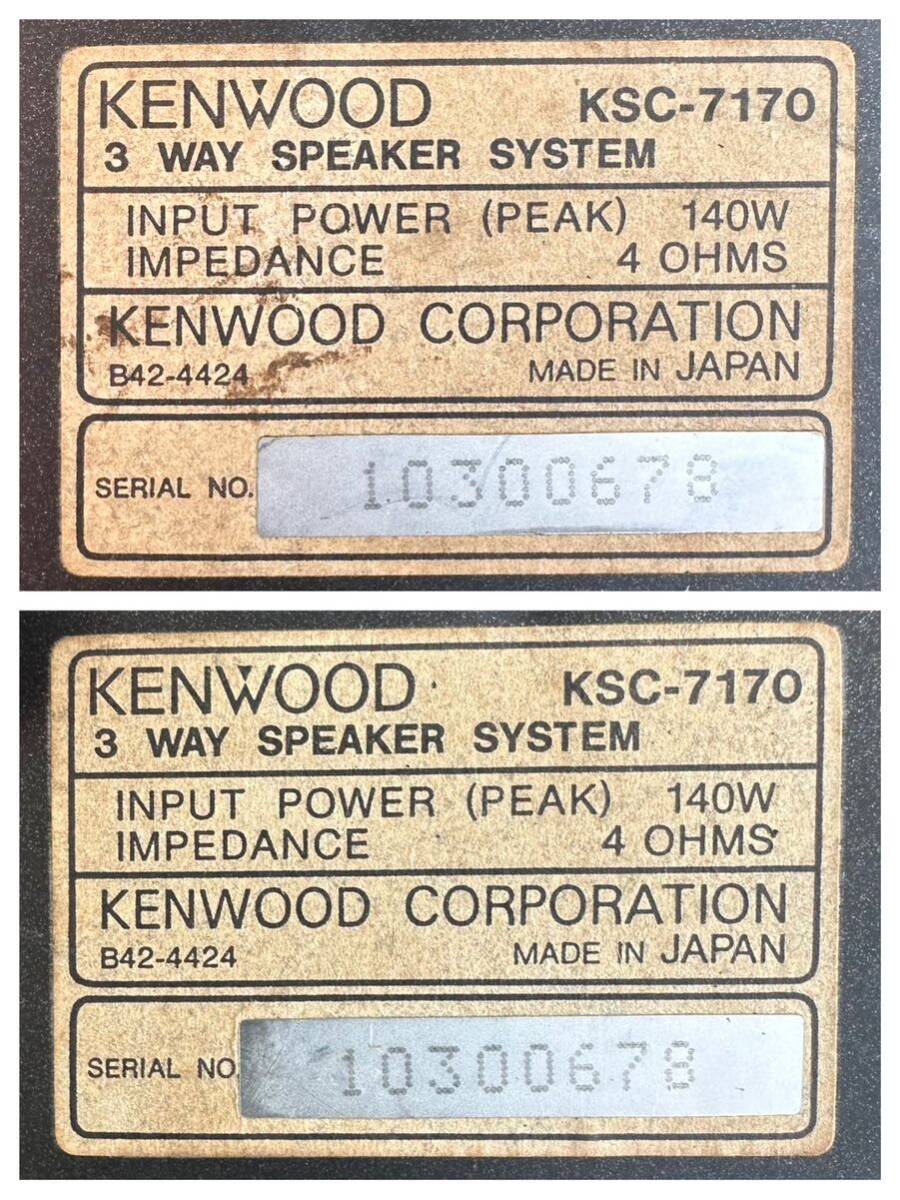 KENWOOD KSC-7170
3 WAY SPEAKER SYSTEM
INPUT POWER (PEAK) 140W
IMPEDANCE 4 OHMS
KENWOOD CORPORATION
B42-4424 MADE IN JAPAN
SERIAL NO. 10300678
KENWOOD KSC-7170
3 WAY SPEAKER SYSTEM
INPUT POWER (PEAK) 140W
IMPEDANCE 4 OHMS
KENWOOD CORPORATION
B42-4424 MADE IN JAPAN
SERIAL NO 10300678